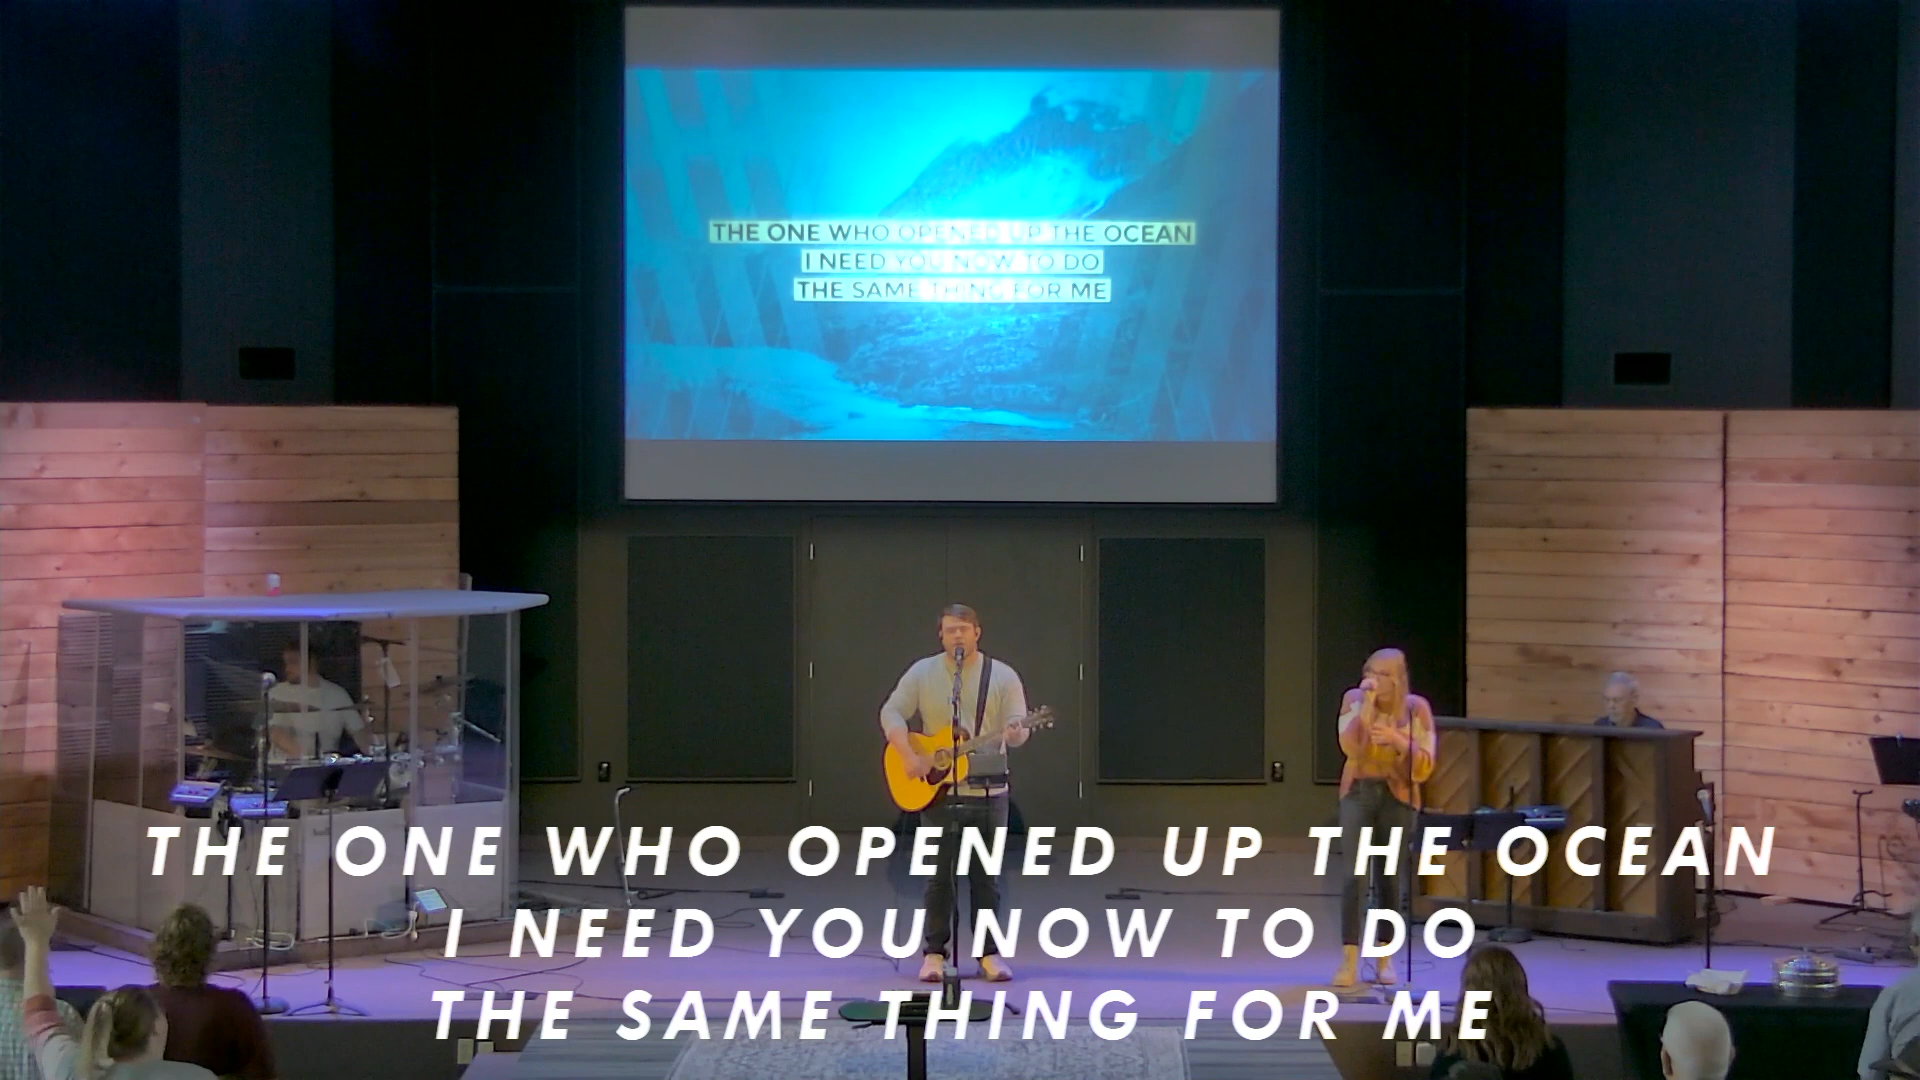 THE ONE WHO OPENED UP THE OCEAN
I NEED YOU NOW TO DO
THE SAME THING FOR ME
THE ONE WHO OPENED UP THE OCEAN
I NEED YOU NOW TO DO
THE SAME THING FOR ME